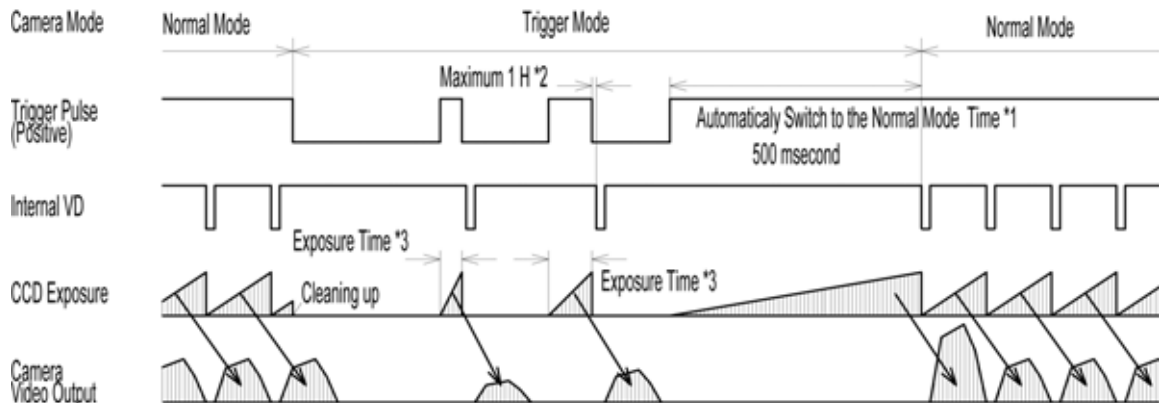 Camera Mode
Normal Mode
Trigger Mode
Normal Mode
Maximum 1 H *2
Trigger Pulse
(Positive)
Automaticaly Switch to the Normal Mode Time *1
500 msecond
Internal VD
Exposure Time *3
CCD Exposure
Cleaning up
Exposure Time *3
Camera
Video Output